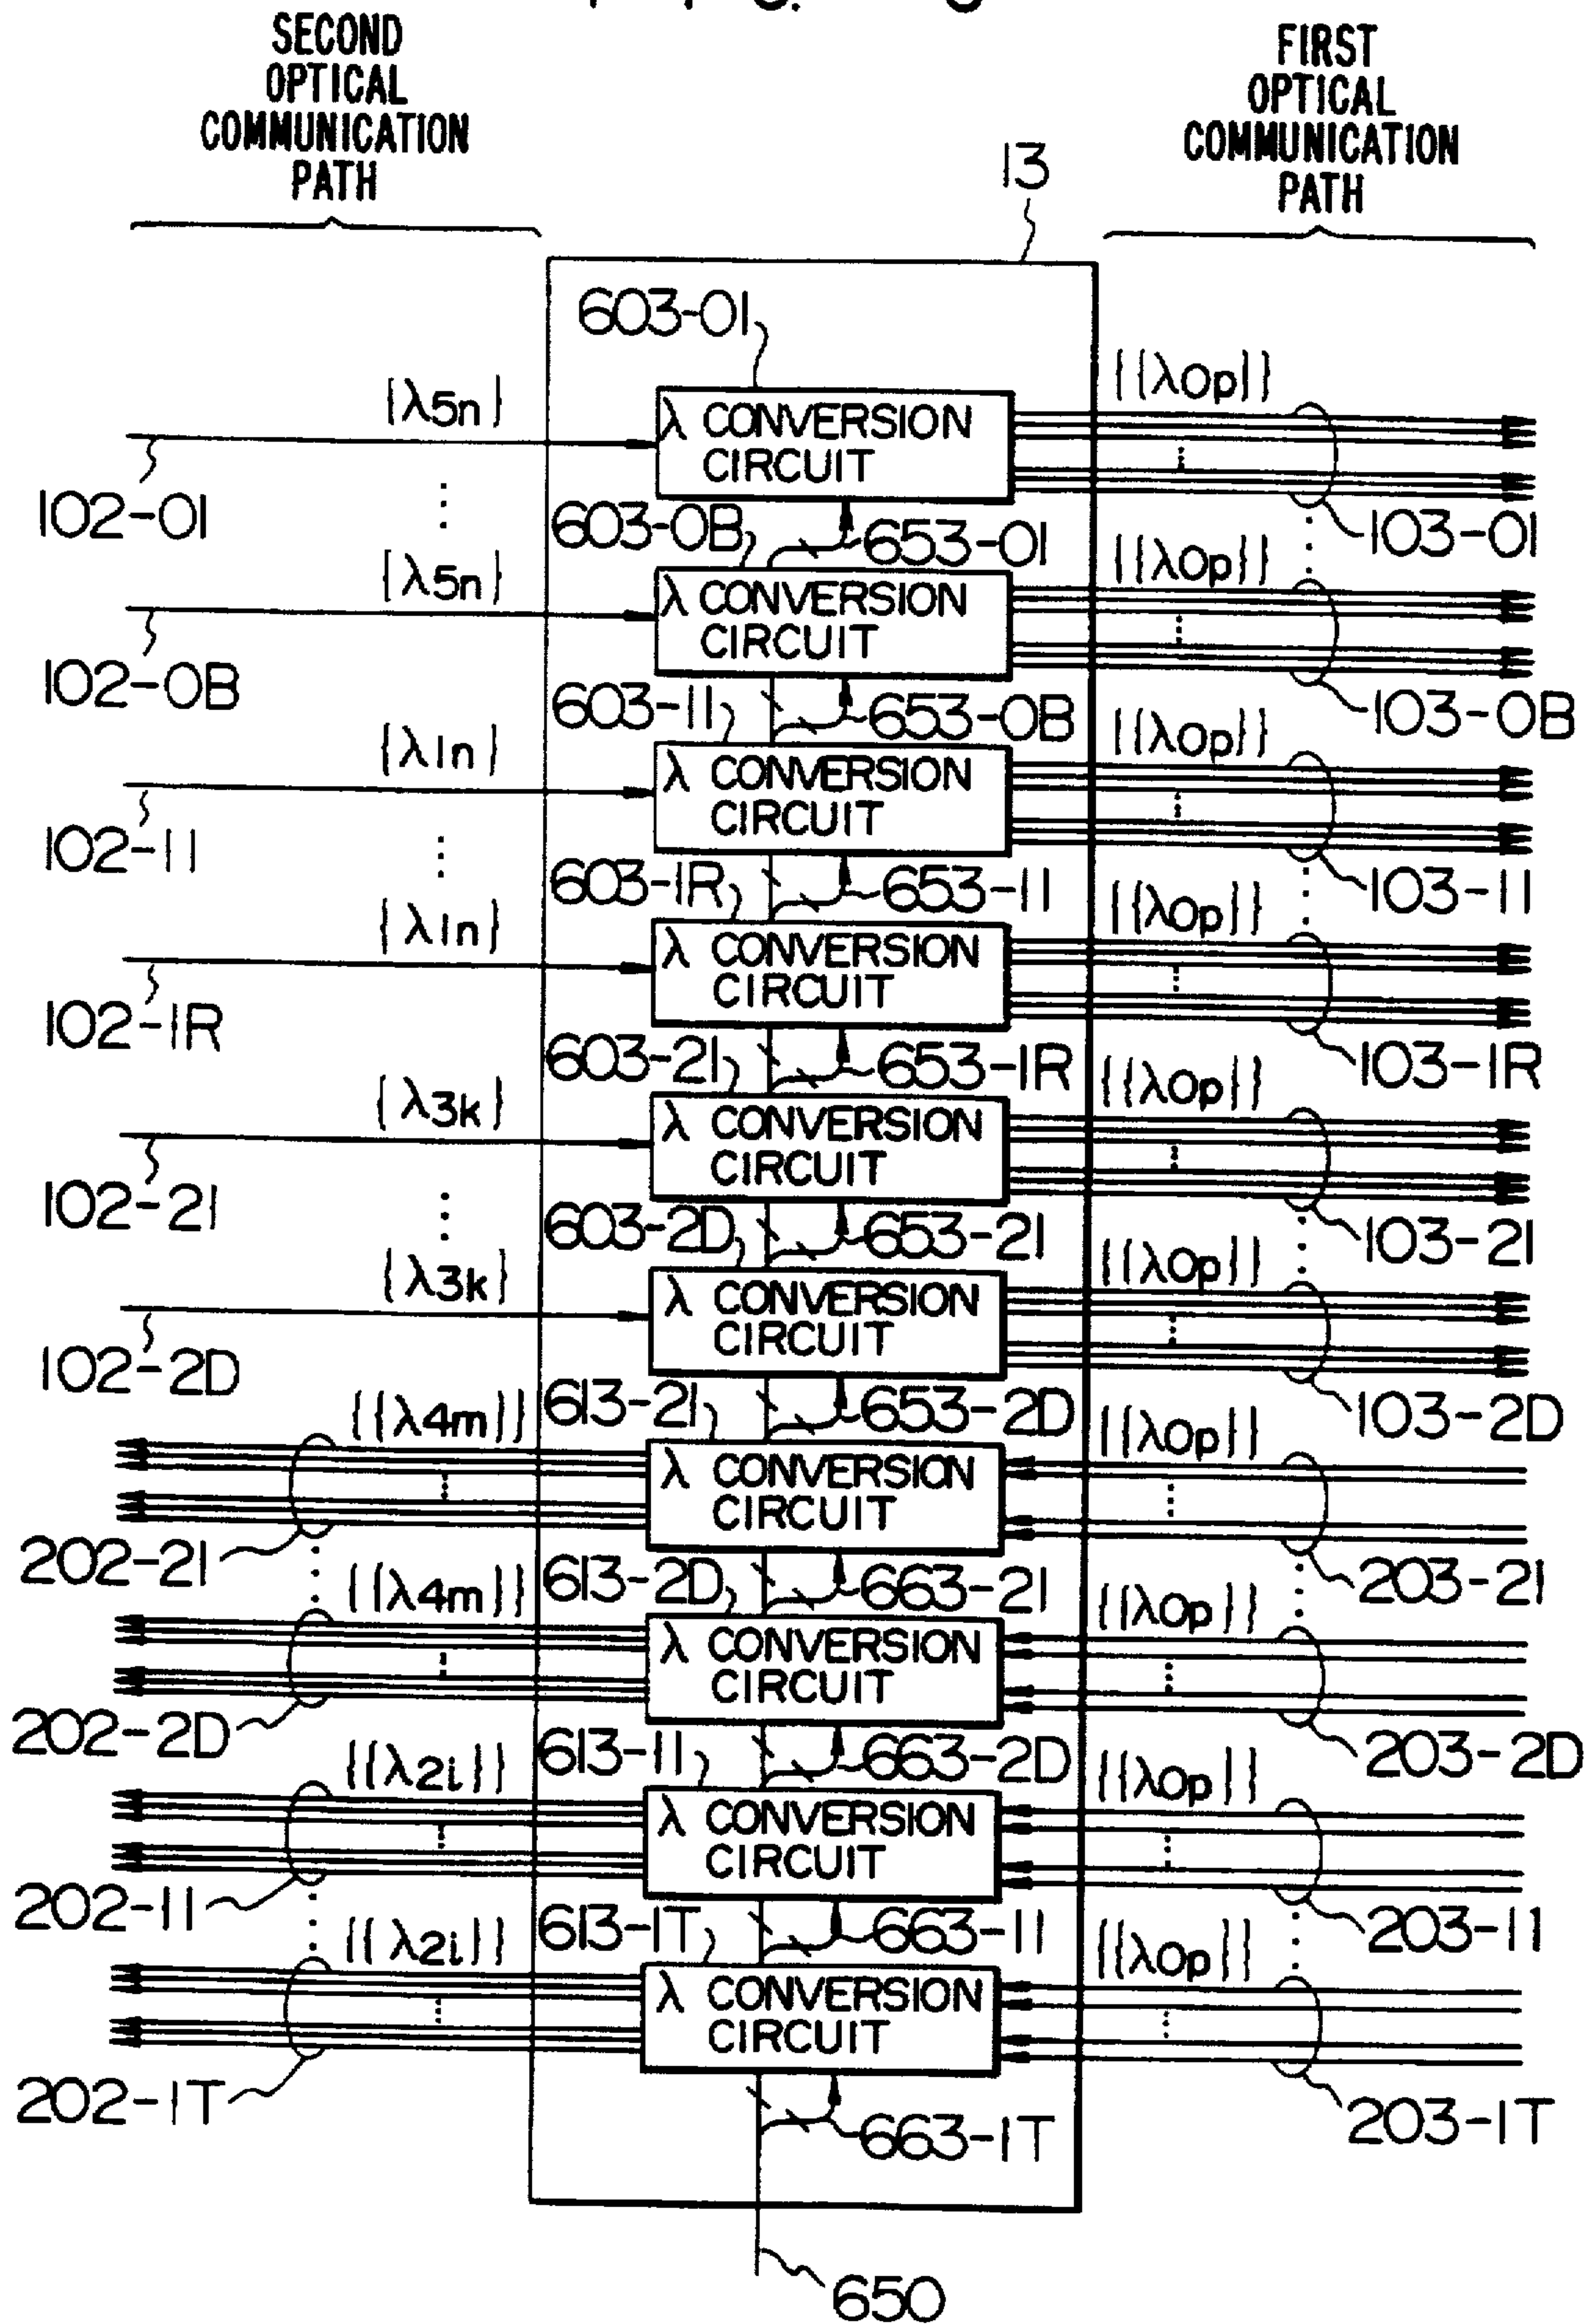 SECOND
OPTICAL
COMMUNICATION
PATH
FIRST
OPTICAL
COMMUNICATION
PATH
13
603-01
{λ5n}
λ CONVERSION
CIRCUIT
{{λ0p}}
102-01
603-0B
653-01
103-01
{λ5n}
λ CONVERSION
CIRCUIT
{{λ0p}}
102-0B
603-11
653-0B
103-0B
{λ1n}
λ CONVERSION
CIRCUIT
{{λ0p}}
102-11
603-1R
653-11
103-11
{λ1n}
λ CONVERSION
CIRCUIT
{{λ0p}}
102-1R
603-21
653-1R
103-1R
{λ3k}
λ CONVERSION
CIRCUIT
{{λ0p}}
102-21
603-2D
653-21
103-21
{λ3k}
λ CONVERSION
CIRCUIT
{{λ0p}}
102-2D
613-21
653-2D
103-2D
{{λ4m}}
λ CONVERSION
CIRCUIT
{{λ0p}}
202-21
613-2D
663-21
203-21
{{λ4m}}
λ CONVERSION
CIRCUIT
{{λ0p}}
202-2D
613-11
663-2D
203-2D
{{λ2i}}
λ CONVERSION
CIRCUIT
{{λ0p}}
202-11
613-1T
663-11
203-11
{{λ2i}}
λ CONVERSION
CIRCUIT
{{λ0p}}
202-1T
663-1T
203-1T
650